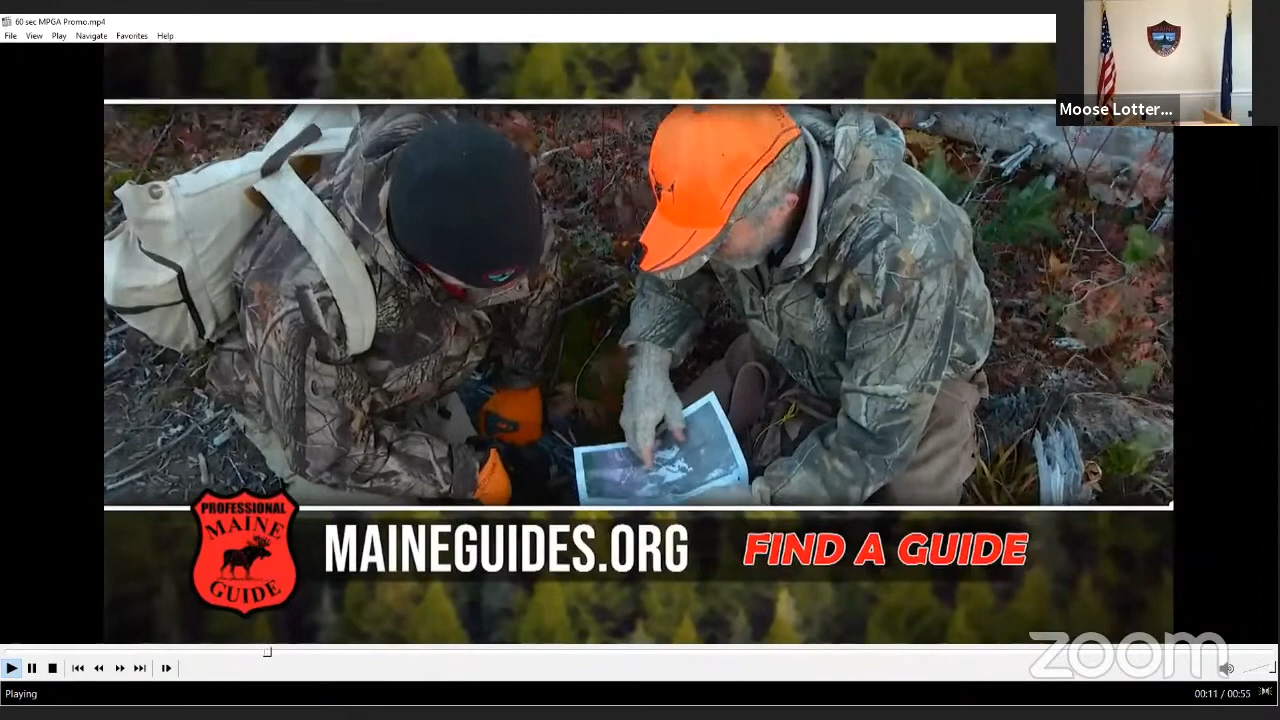 60 sec MPGA Promo.mp4
File View Play Navigate Favorites Help
Moose Lotter...
MAINE
PROFESSIONAL
MAINE
GUIDE
MAINEGUIDES.ORG
FIND A GUIDE
zoom
Playing
00:11 / 00:55